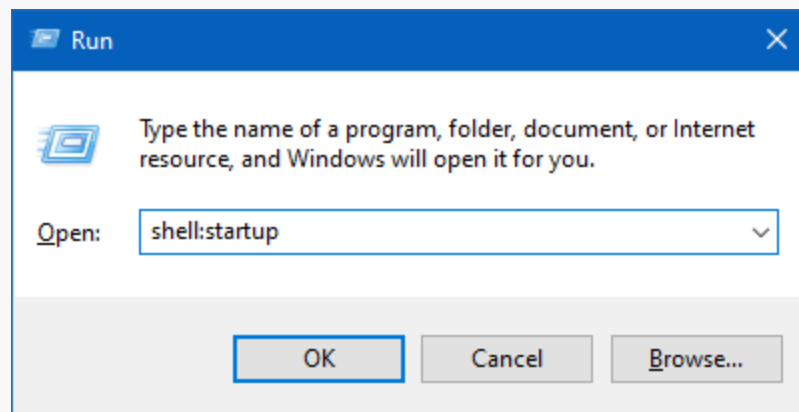 Run
Type the name of a program, folder, document, or Internet
resource, and Windows will open it for you.
Open: shell:startup
OK Cancel Browse...